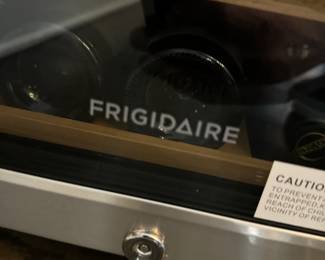 FRIGIDAIRE
CAUTIO
TO PREVENT
ENTRAPPED, K
REACH OF CHI
VICINITY OF RE